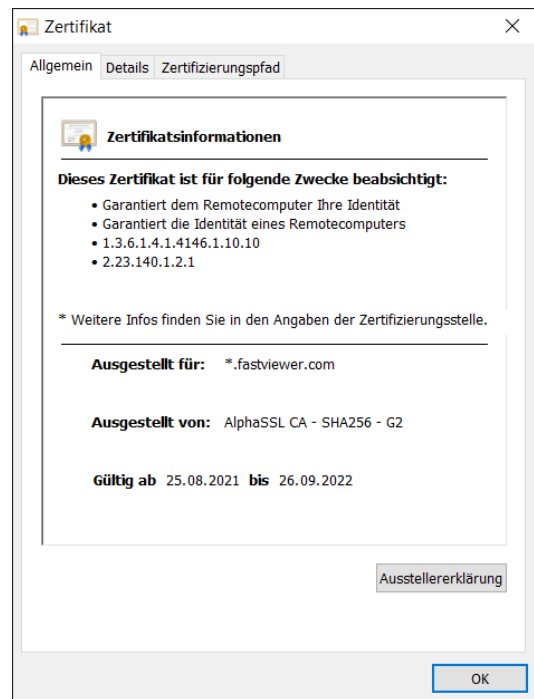 Zertifikat
Allgemein Details Zertifizierungspfad
Zertifikatsinformationen
Dieses Zertifikat ist für folgende Zwecke beabsichtigt:
• Garantiert dem Remotecomputer Ihre Identität
• Garantiert die Identität eines Remotecomputers
• 1.3.6.1.4.1.4146.1.10.10
• 2.23.140.1.2.1
* Weitere Infos finden Sie in den Angaben der Zertifizierungsstelle.
Ausgestellt für: *.fastviewer.com
Ausgestellt von: AlphaSSL CA - SHA256 - G2
Gültig ab 25.08.2021 bis 26.09.2022
Ausstellererklärung
OK